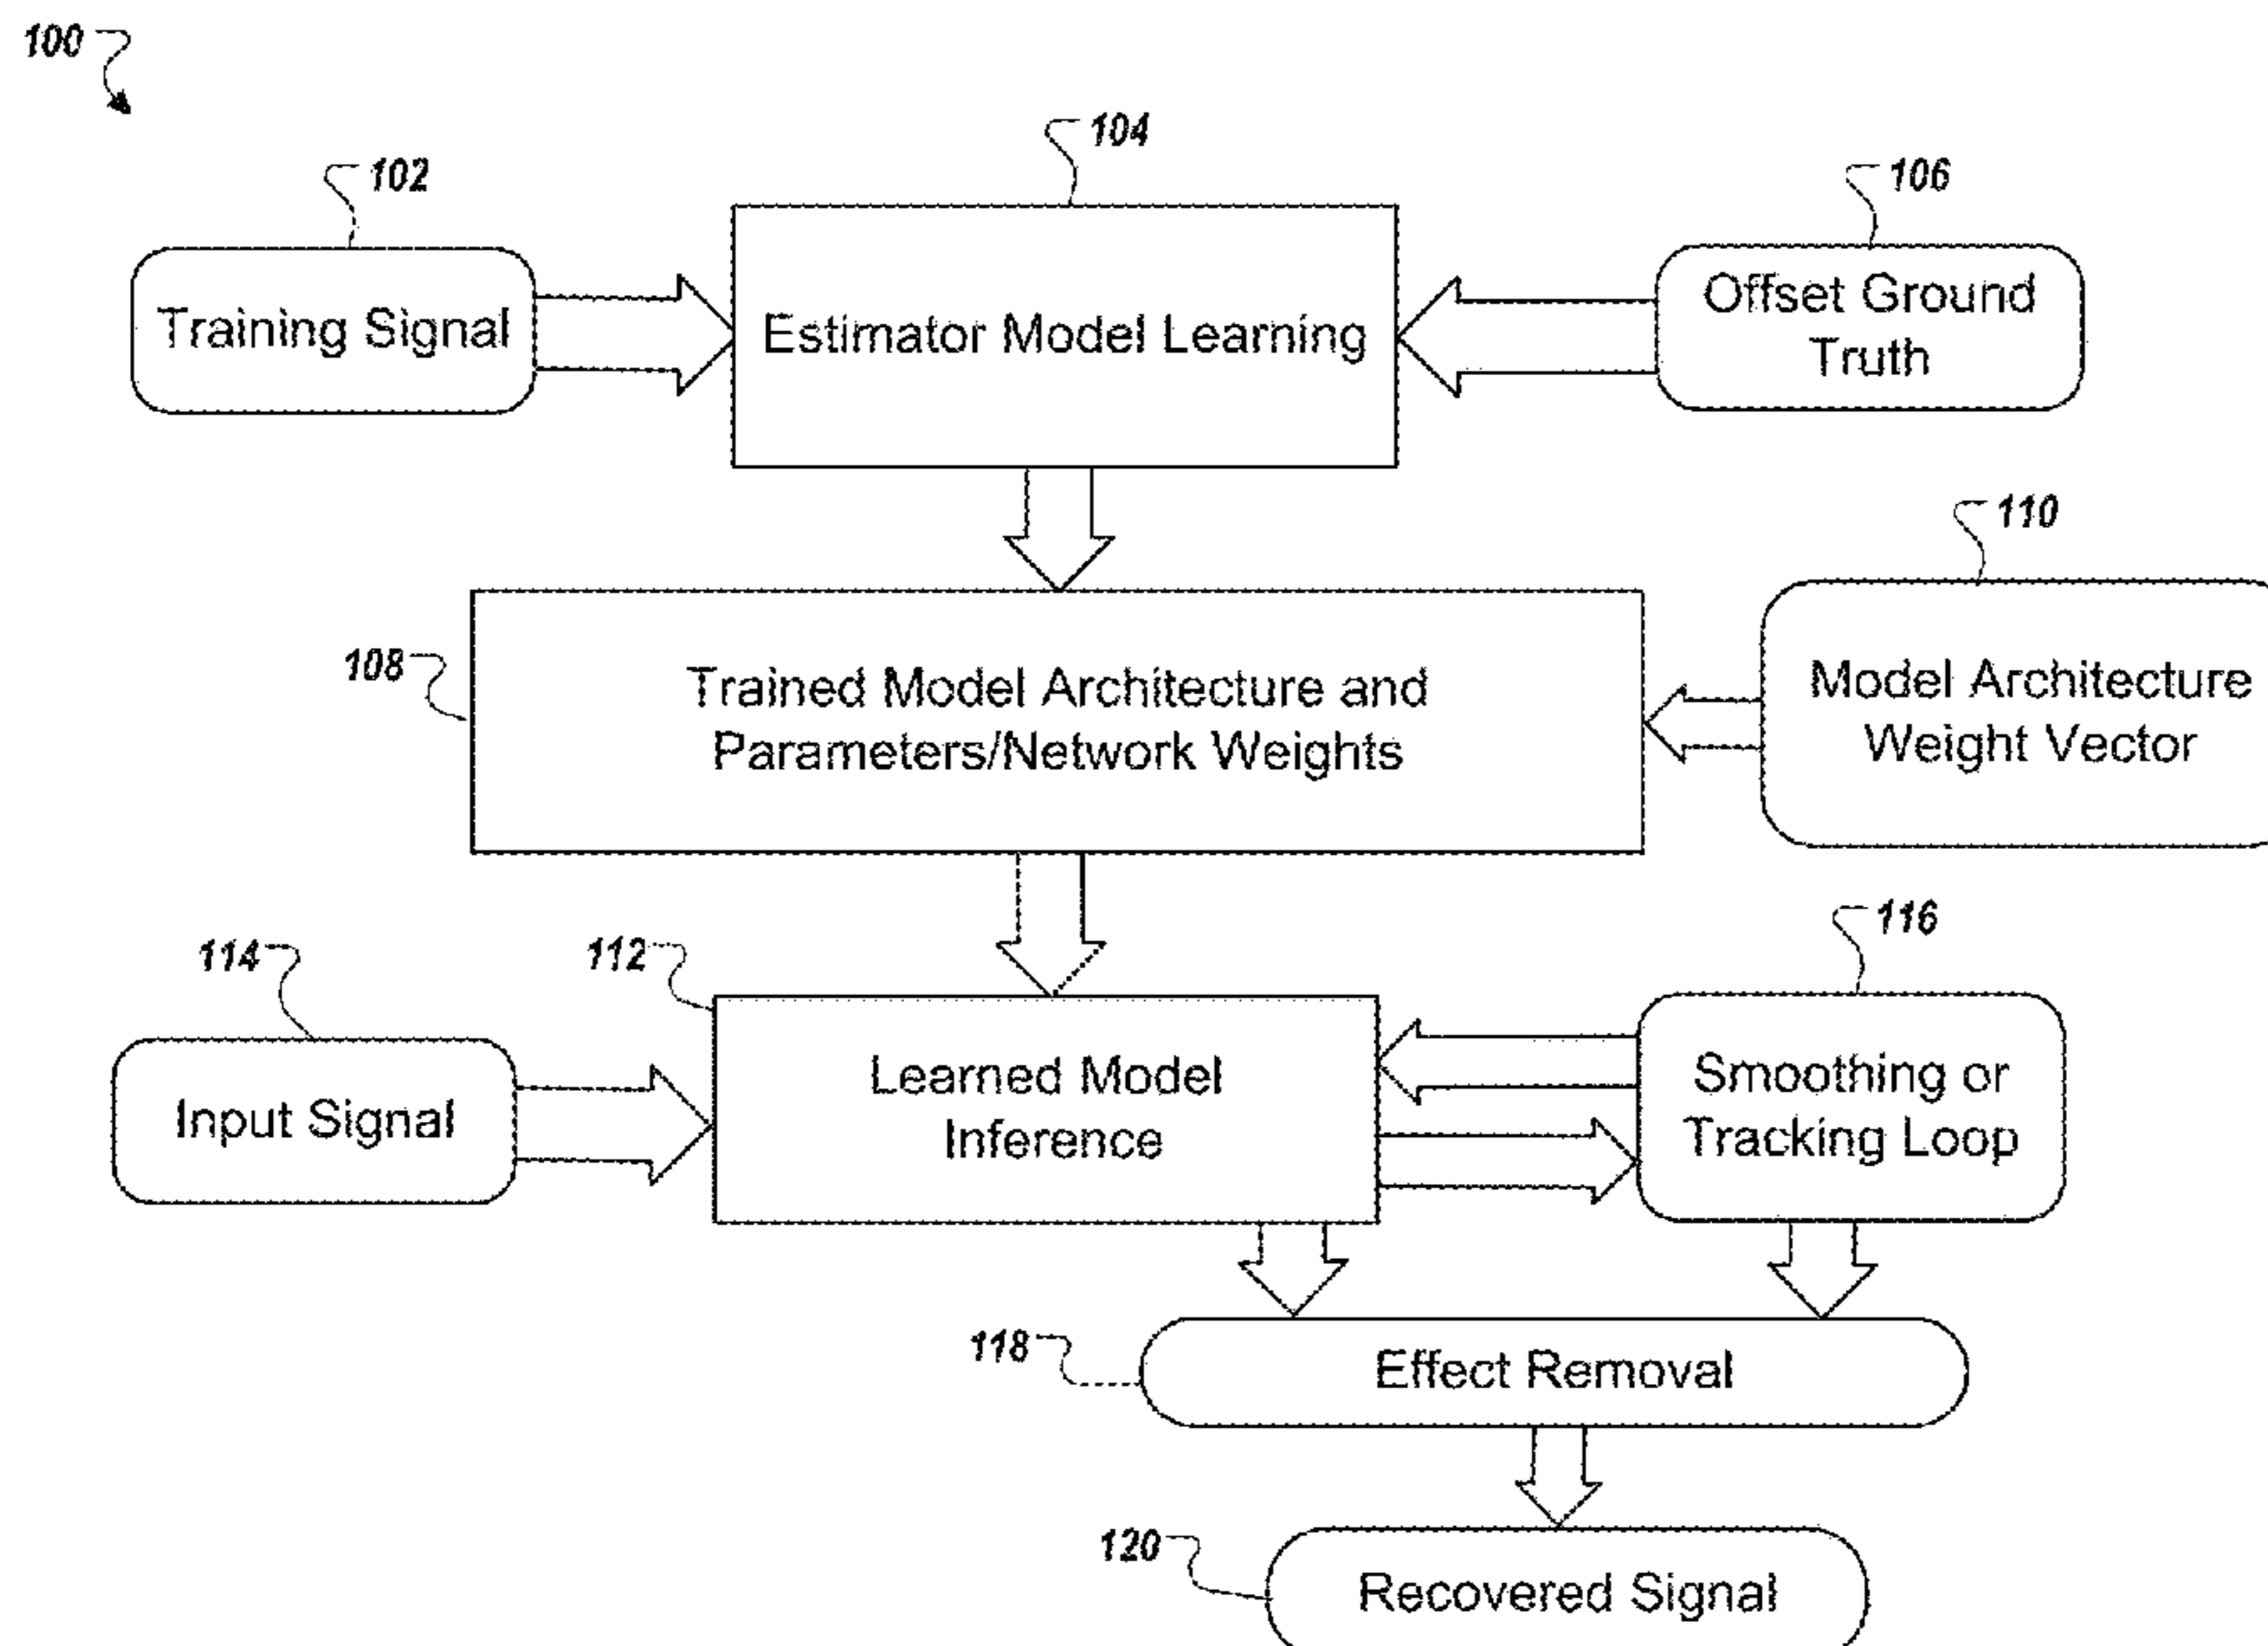 100
104
102
106
Training Signal
Estimator Model Learning
Offset Ground
Truth
110
108
Trained Model Architecture and
Parameters/Network Weights
Model Architecture
Weight Vector
116
114
112
Input Signal
Learned Model
Inference
Smoothing or
Tracking Loop
118
Effect Removal
120
Recovered Signal